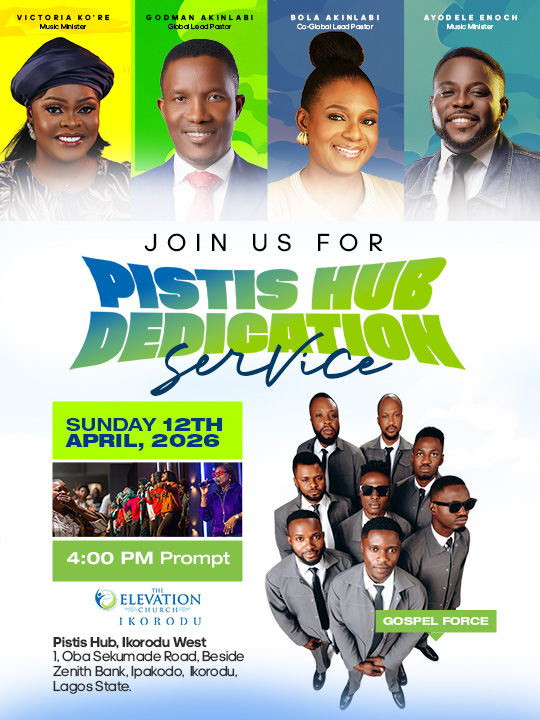 VICTORIA KO'RE
Music Minister
GODMAN AKINLABI
Global Lead Pastor
BOLA AKINLABI
Co-Global Lead Pastor
AYODELE ENOCH
Music Minister
JOIN US FOR
PISTIS HUB
DEDICATION
service
SUNDAY 12TH
APRIL, 2026
4:00 PM Prompt
THE
ELEVATION
CHURCH
IKORODU
GOSPEL FORCE
Pistis Hub, Ikorodu West
1, Oba Sekumade Road, Beside
Zenith Bank, Ipakodo, Ikorodu,
Lagos State.